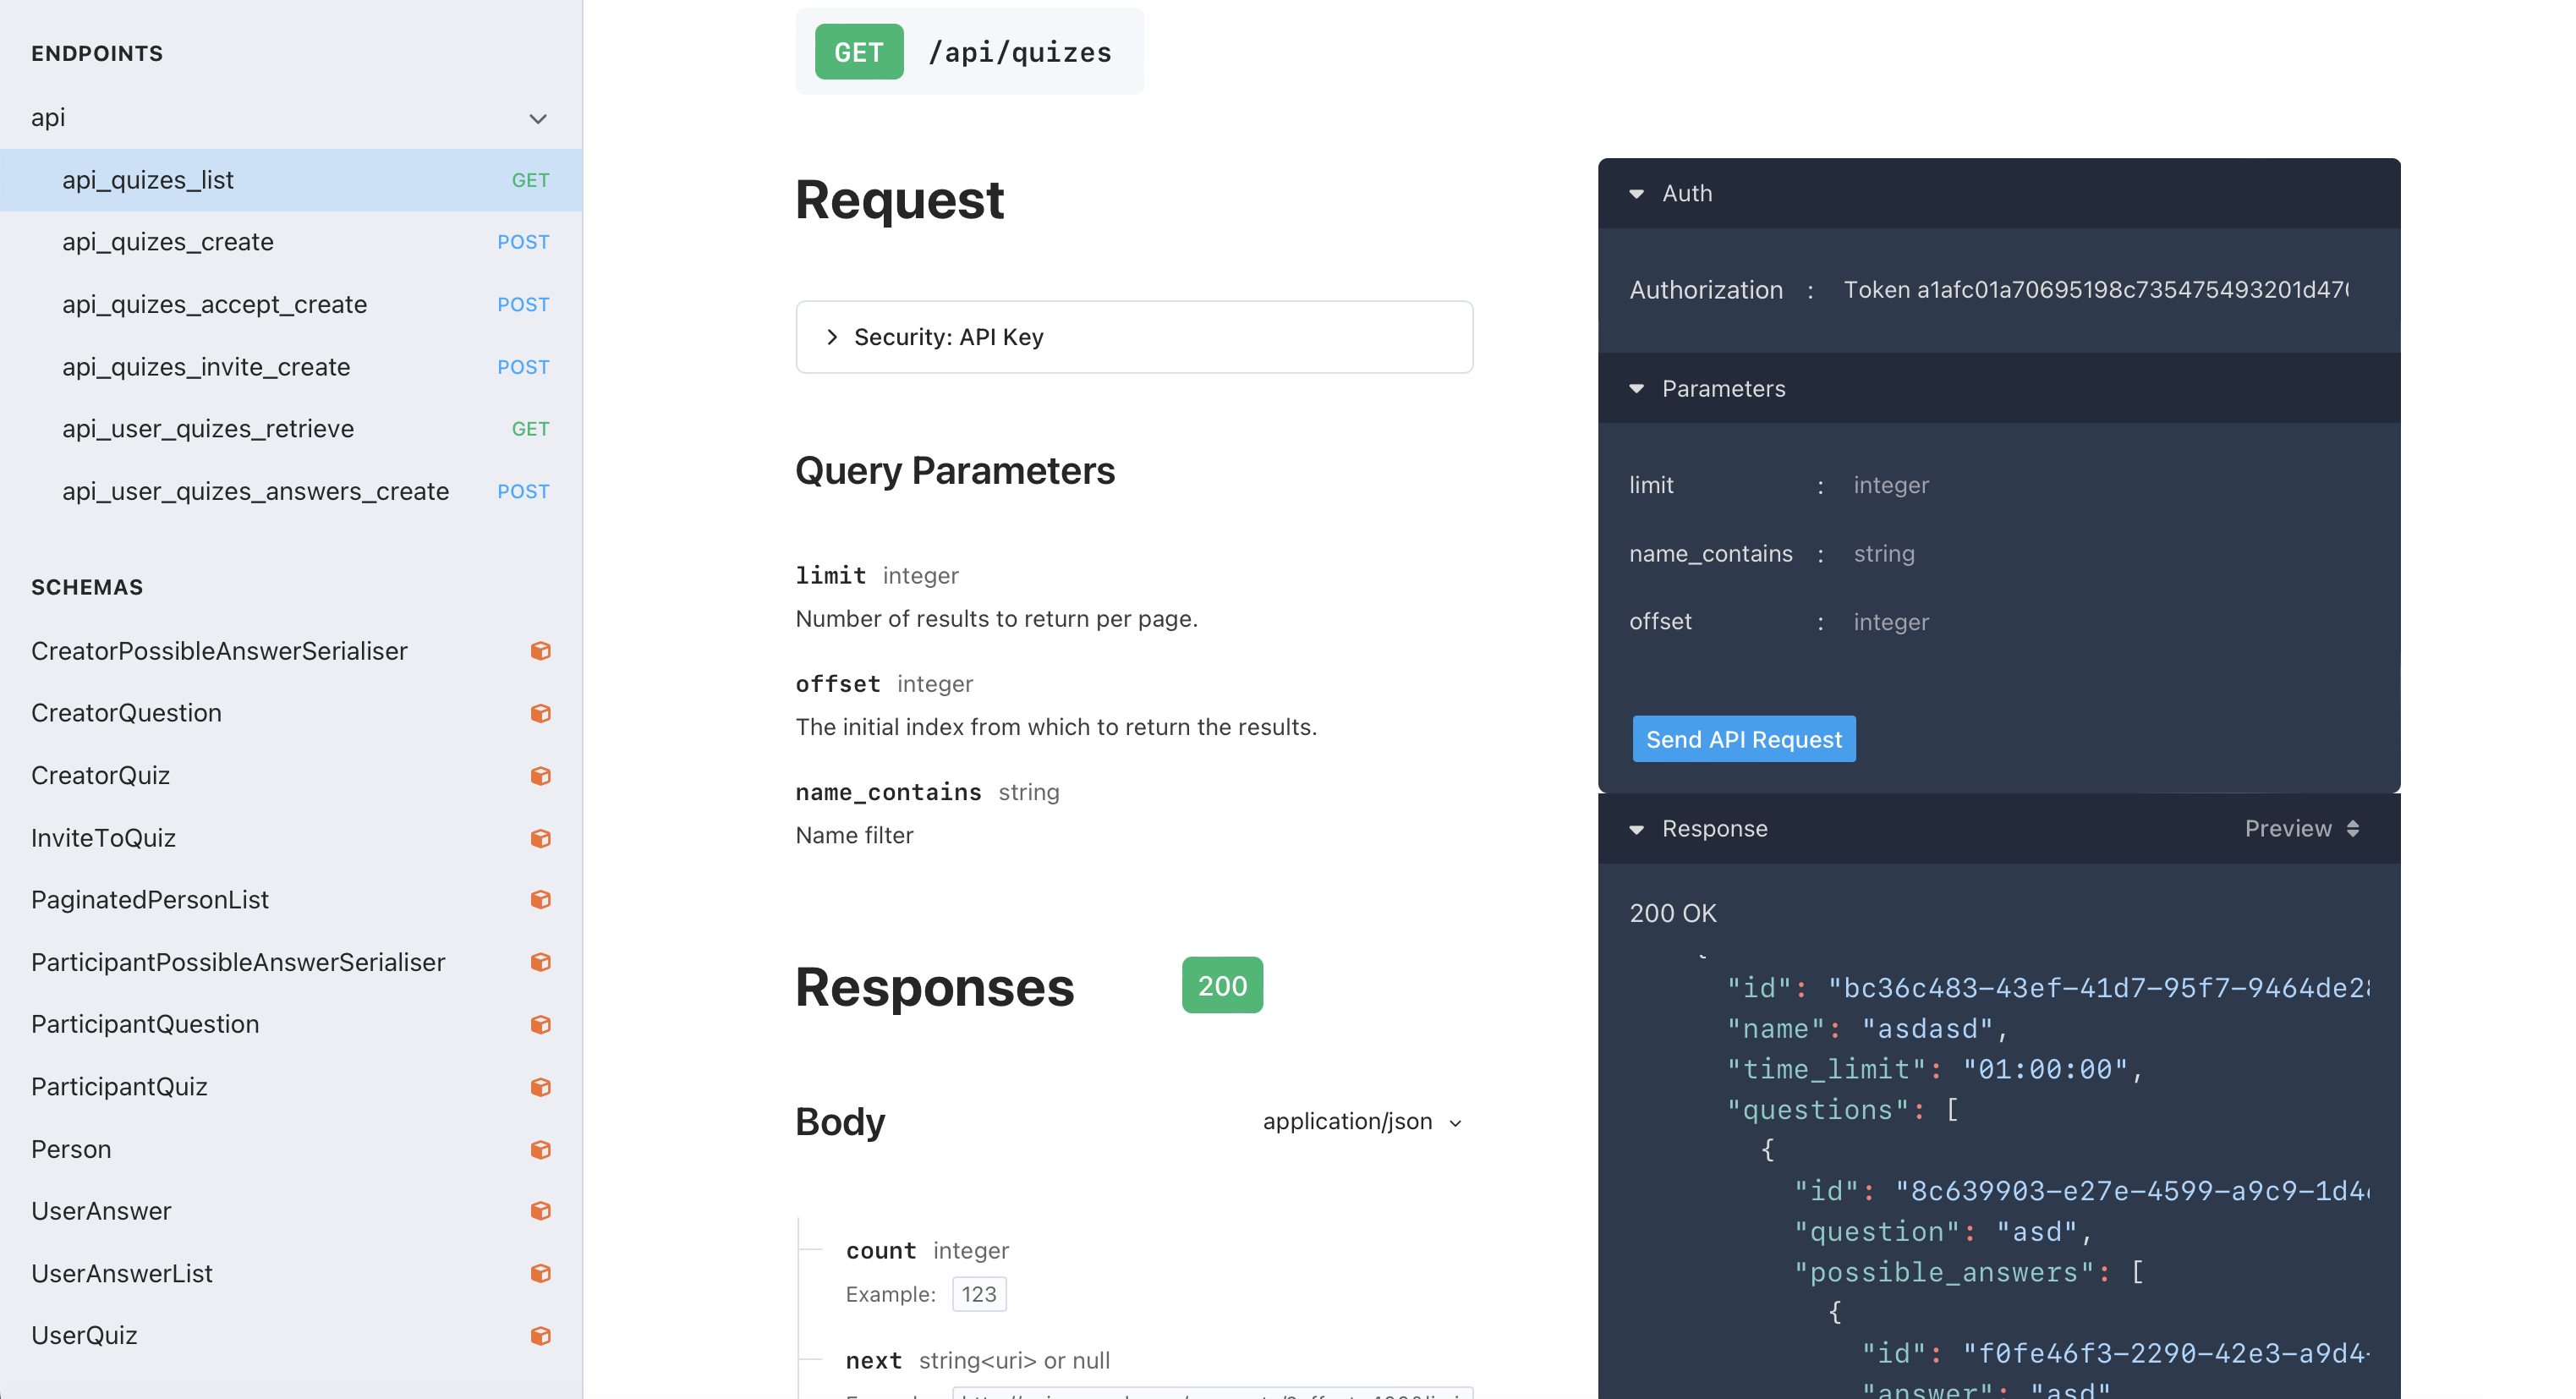 ENDPOINTS
api
api_quizes_list GET
api_quizes_create POST
api_quizes_accept_create POST
api_quizes_invite_create POST
api_user_quizes_retrieve GET
api_user_quizes_answers_create POST
SCHEMAS
CreatorPossibleAnswerSerialiser
CreatorQuestion
CreatorQuiz
InviteToQuiz
PaginatedPersonList
ParticipantPossibleAnswerSerialiser
ParticipantQuestion
ParticipantQuiz
Person
UserAnswer
UserAnswerList
UserQuiz
GET /api/quizes
Request
Security: API Key
Query Parameters
limit integer
Number of results to return per page.
offset integer
The initial index from which to return the results.
name_contains string
Name filter
Responses 200
Body application/json
count integer
Example: 123
next string<uri> or null
Auth
Authorization : Token a1afc01a70695198c735475493201d47
Parameters
limit : integer
name_contains : string
offset : integer
Send API Request
Response Preview
200 OK
{
"id": "bc36c483-43ef-41d7-95f7-9464de2
"name": "asdasd",
"time_limit": "01:00:00",
"questions": [
{
"id": "8c639903-e27e-4599-a9c9-1d4
"question": "asd",
"possible_answers": [
{
"id": "f0fe46f3-2290-42e3-a9d4-
"answer": "asd"